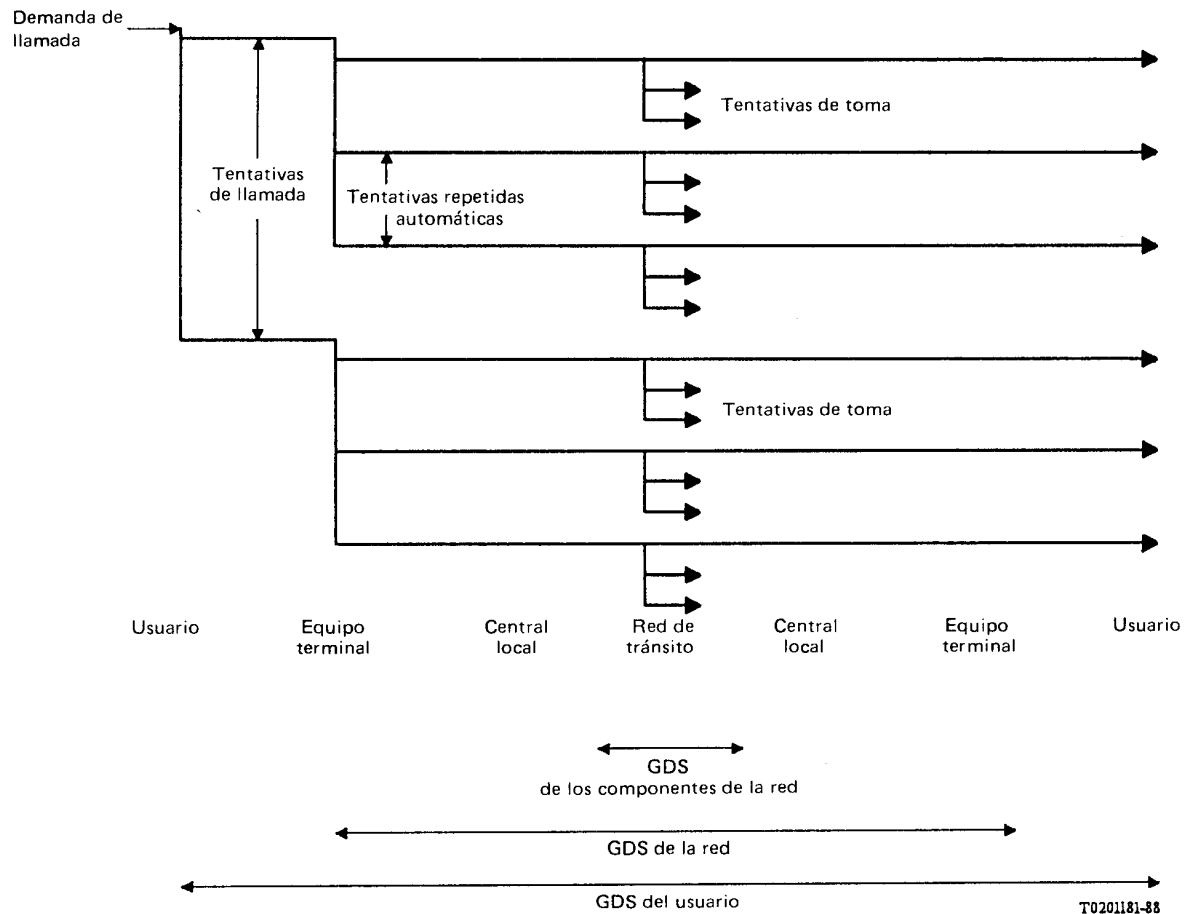 Demanda de
llamada
Tentativas de toma
Tentativas
de llamada
Tentativas repetidas
automáticas
Tentativas de toma
Usuario
Equipo
terminal
Central
local
Red de
tránsito
Central
local
Equipo
terminal
Usuario
GDS
de los componentes de la red
GDS de la red
GDS del usuario
T0201181-88